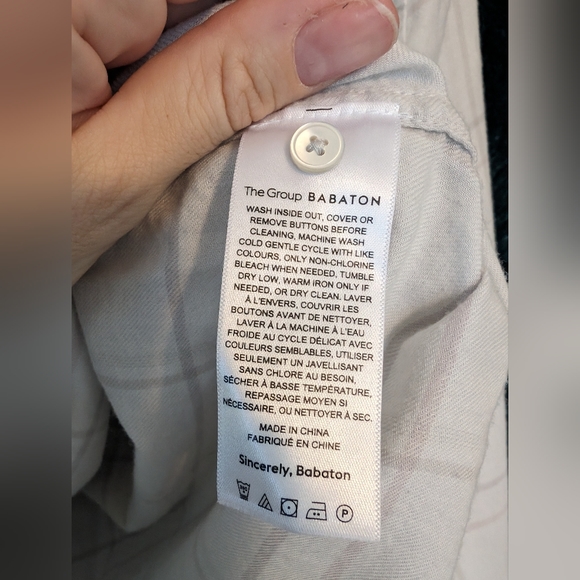 The Group BABATON
WASH INSIDE OUT, COVER OR
REMOVE BUTTONS BEFORE
CLEANING, MACHINE WASH
COLD GENTLE CYCLE WITH LIKE
COLOURS, ONLY NON-CHLORINE
BLEACH WHEN NEEDED, TUMBLE
DRY LOW, WARM IRON ONLY IF
NEEDED, OR DRY CLEAN. LAVER
À L'ENVERS, COUVRIR LES
BOUTONS AVANT DE NETTOYER,
LAVER À LA MACHINE À L'EAU
FROIDE AU CYCLE DÉLICAT AVEC
COULEURS SEMBLABLES, UTILISER
SEULEMENT UN JAVELLISANT
SANS CHLORE AU BESOIN,
SÉCHER À BASSE TEMPÉRATURE,
REPASSAGE MOYEN SI
NÉCESSAIRE, OU NETTOYER À SEC.
MADE IN CHINA
FABRIQUÉ EN CHINE
Sincerely, Babaton
P